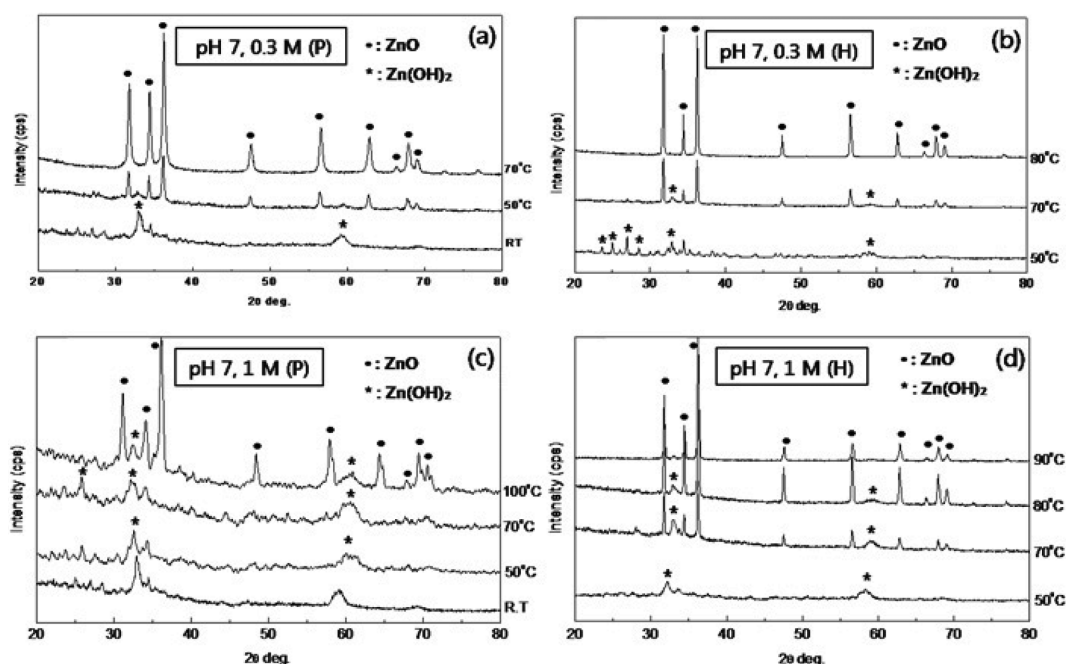 pH 7, 0.3 M (P)
(a)
•: ZnO
*: Zn(OH)₂
Intensity (cps)
70°C
50°C
RT
20 30 40 50 60 70 80
2θ deg.
pH 7, 0.3 M (H)
(b)
•: ZnO
*: Zn(OH)₂
Intensity (cps)
80°C
70°C
50°C
20 30 40 50 60 70 80
2θ deg.
pH 7, 1 M (P)
(c)
•: ZnO
*: Zn(OH)₂
Intensity (cps)
100°C
70°C
50°C
R.T
20 30 40 50 60 70 80
2θ deg.
pH 7, 1 M (H)
(d)
•: ZnO
*: Zn(OH)₂
Intensity (cps)
90°C
80°C
70°C
50°C
20 30 40 50 60 70 80
2θ deg.